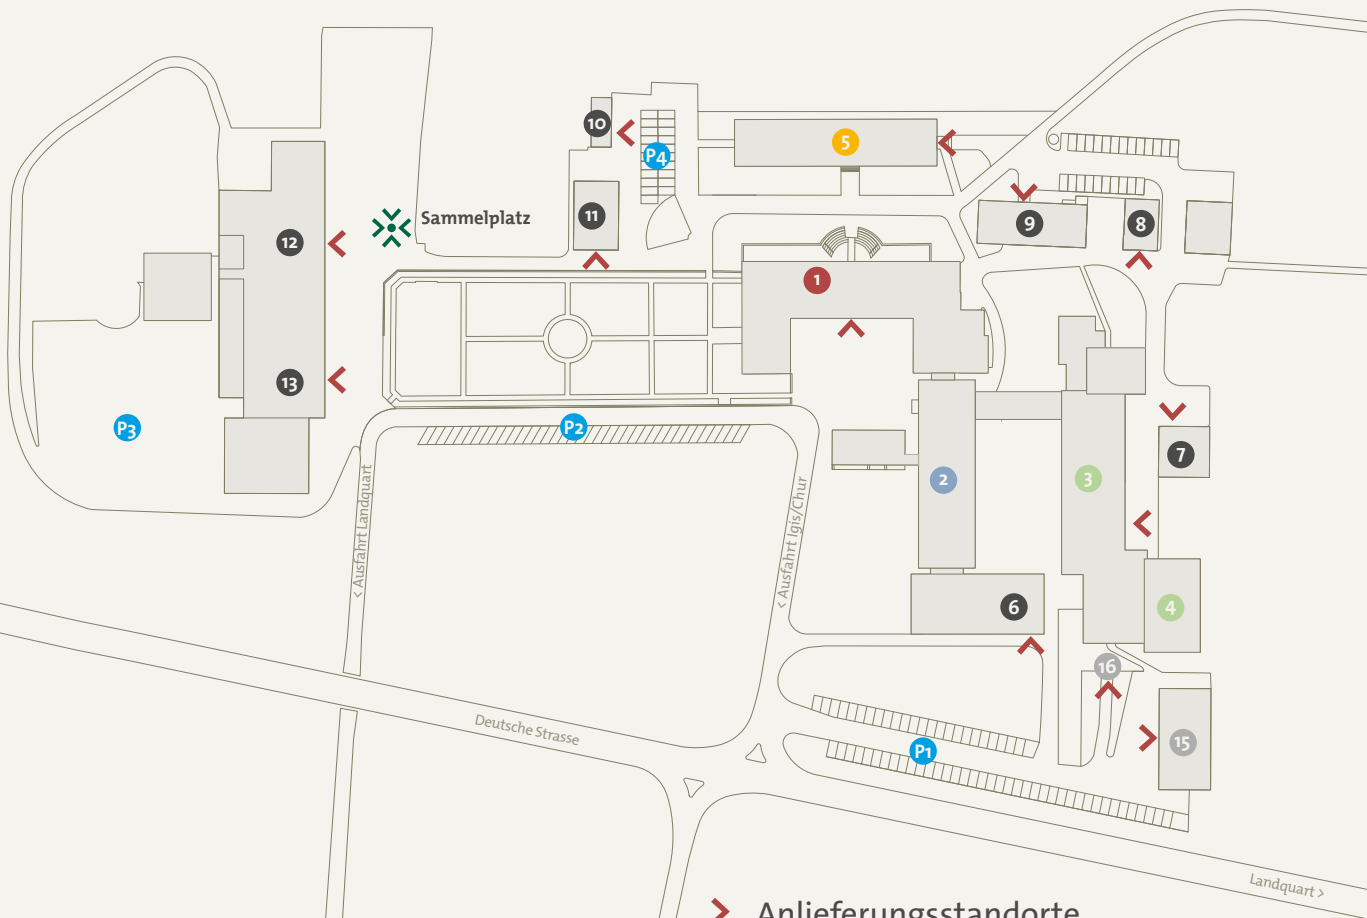 10
P4
5
11
Sammelplatz
9
8
12
1
13
P3
P2
7
2
3
< Ausfahrt Landquart
< Ausfahrt Igis/Chur
6
4
16
Deutsche Strasse
P1
15
Landquart >
Anlieferungsstandorte